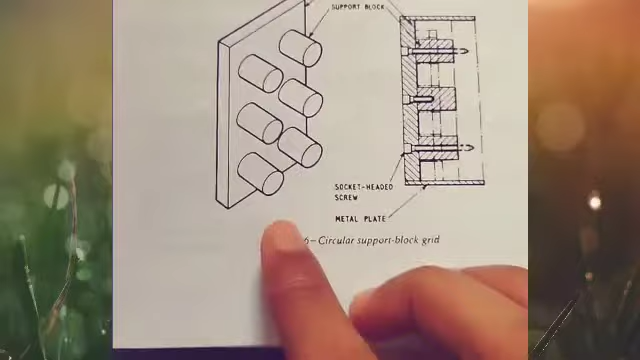 SUPPORT BLOCK
SOCKET-HEADED
SCREW
METAL PLATE
6—Circular support-block grid